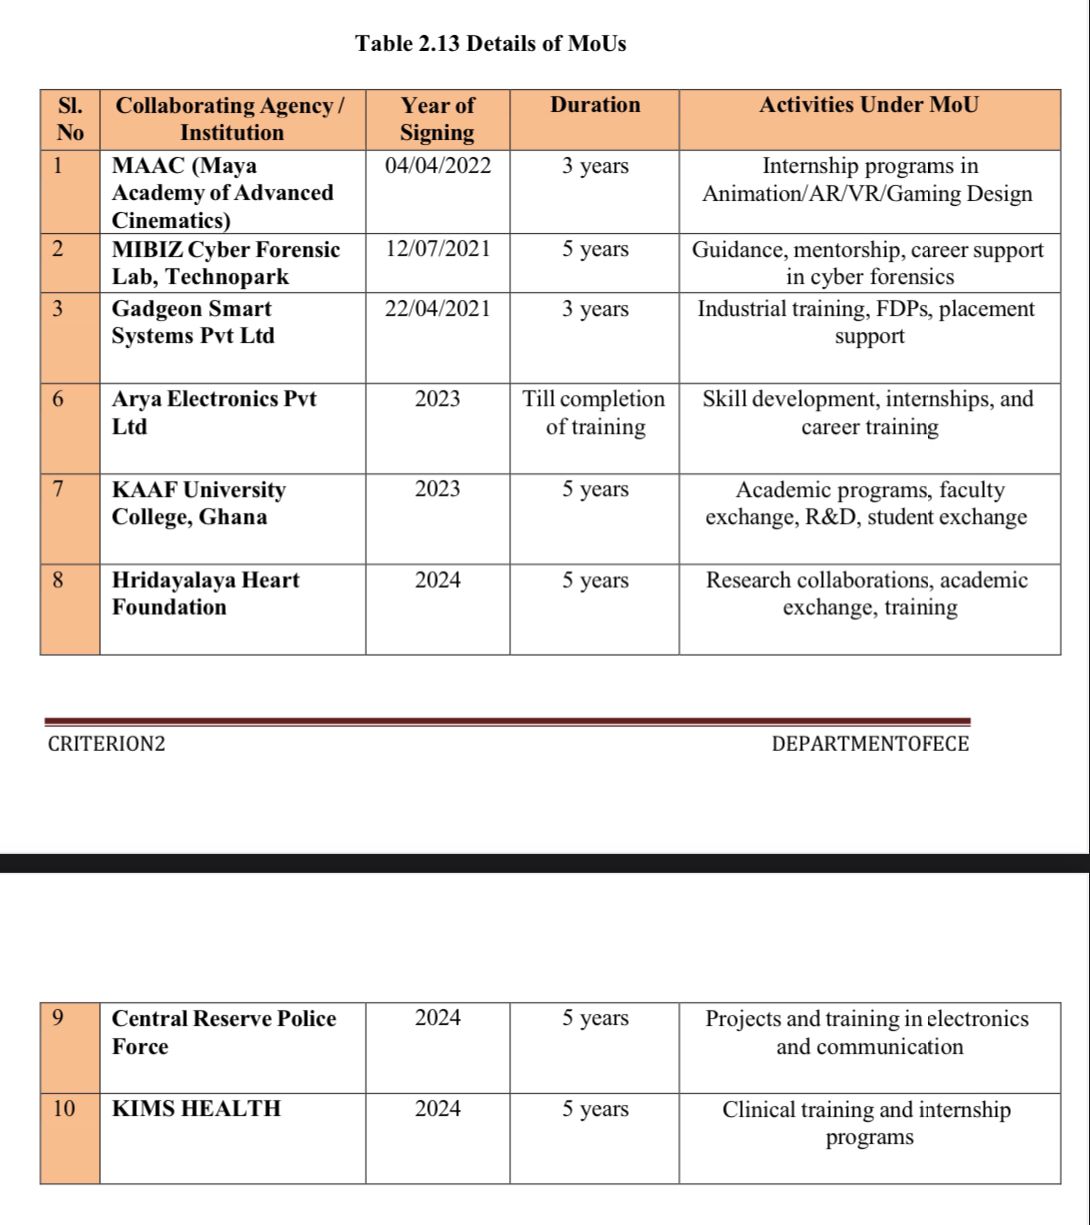 Table 2.13 Details of MoUs
Sl. No | Collaborating Agency / Institution | Year of Signing | Duration | Activities Under MoU
1 | MAAC (Maya Academy of Advanced Cinematics) | 04/04/2022 | 3 years | Internship programs in Animation/AR/VR/Gaming Design
2 | MIBIZ Cyber Forensic Lab, Technopark | 12/07/2021 | 5 years | Guidance, mentorship, career support in cyber forensics
3 | Gadgeon Smart Systems Pvt Ltd | 22/04/2021 | 3 years | Industrial training, FDPs, placement support
6 | Arya Electronics Pvt Ltd | 2023 | Till completion of training | Skill development, internships, and career training
7 | KAAF University College, Ghana | 2023 | 5 years | Academic programs, faculty exchange, R&D, student exchange
8 | Hridayalaya Heart Foundation | 2024 | 5 years | Research collaborations, academic exchange, training
CRITERION2 DEPARTMENTOFECE
9 | Central Reserve Police Force | 2024 | 5 years | Projects and training in electronics and communication
10 | KIMS HEALTH | 2024 | 5 years | Clinical training and internship programs